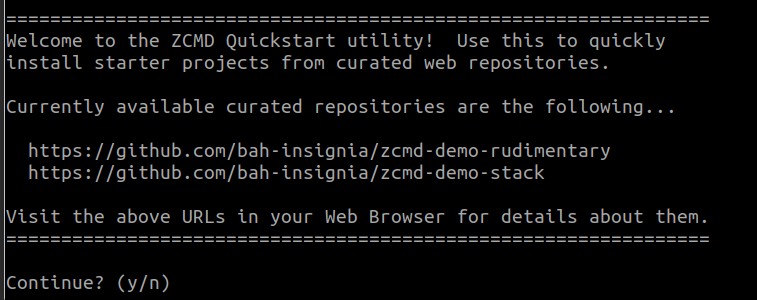 ================================================================
Welcome to the ZCMD Quickstart utility!  Use this to quickly
install starter projects from curated web repositories.
Currently available curated repositories are the following...
  https://github.com/bah-insignia/zcmd-demo-rudimentary
  https://github.com/bah-insignia/zcmd-demo-stack
Visit the above URLs in your Web Browser for details about them.
================================================================
Continue? (y/n)